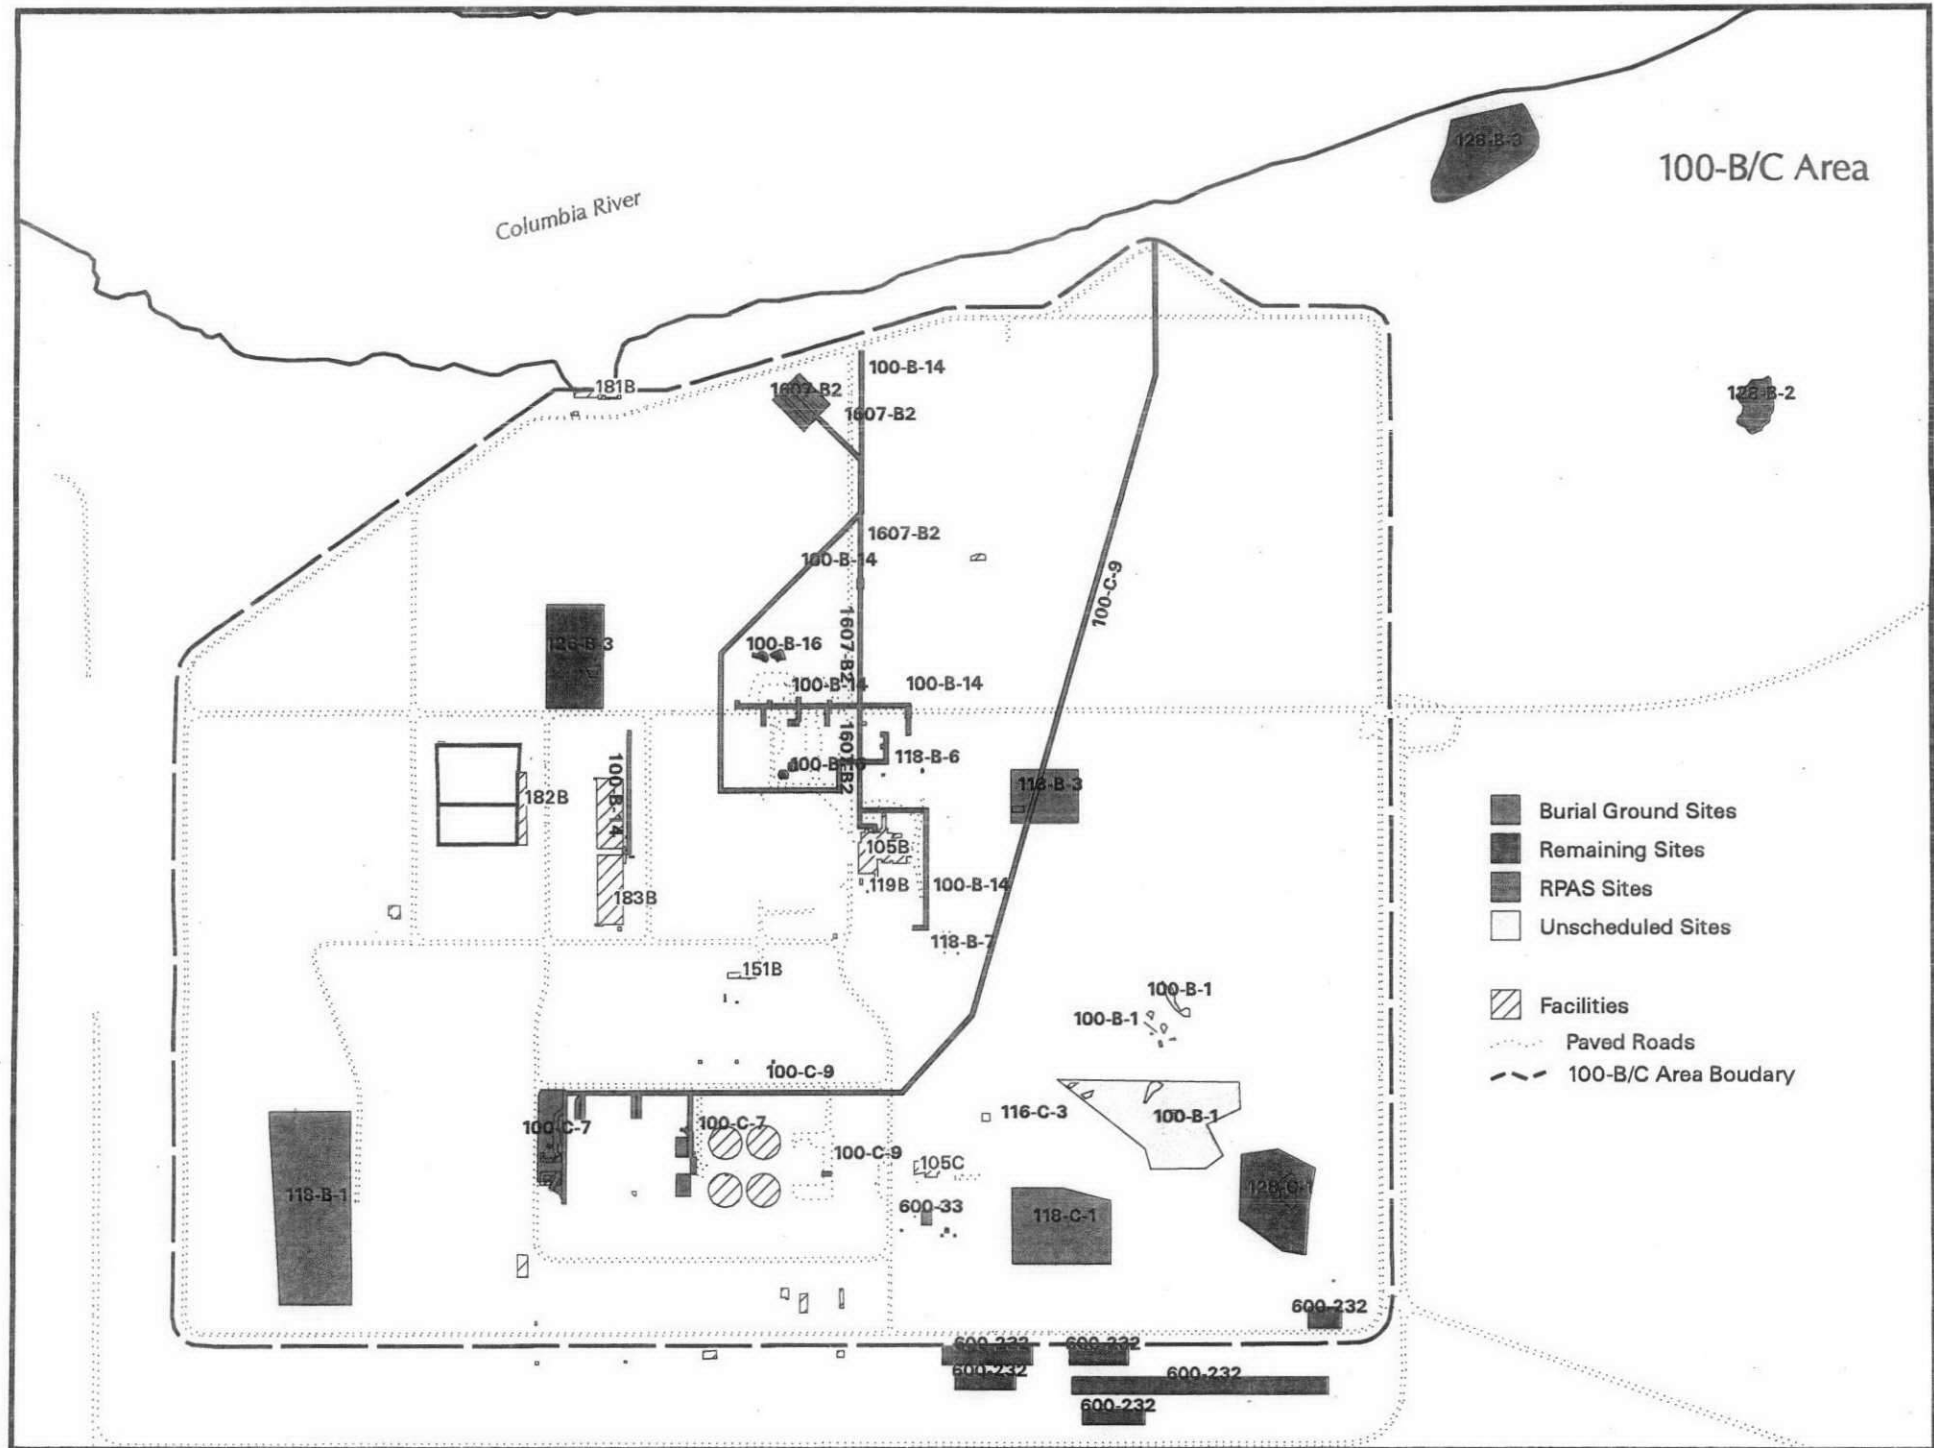 128-B-3
100-B/C Area
Columbia River
100-B-14
181B
1607-B2
1607-B2
128-B-2
1607-B2
100-B-14
100-C-9
1607-B2
126-B-3
100-B-16
100-B-14
100-B-14
1607-B2
118-B-6
100-B-16
118-B-3
100-B-14
182B
105B
119B
100-B-14
183B
118-B-7
151B
100-B-1
100-B-1
100-C-9
116-C-3
100-B-1
100-C-7
100-C-7
100-C-9
105C
118-B-1
128-C-1
600-33
118-C-1
600-232
600-232
600-232
600-232
600-232
600-232
Burial Ground Sites
Remaining Sites
RPAS Sites
Unscheduled Sites
Facilities
Paved Roads
100-B/C Area Boudary